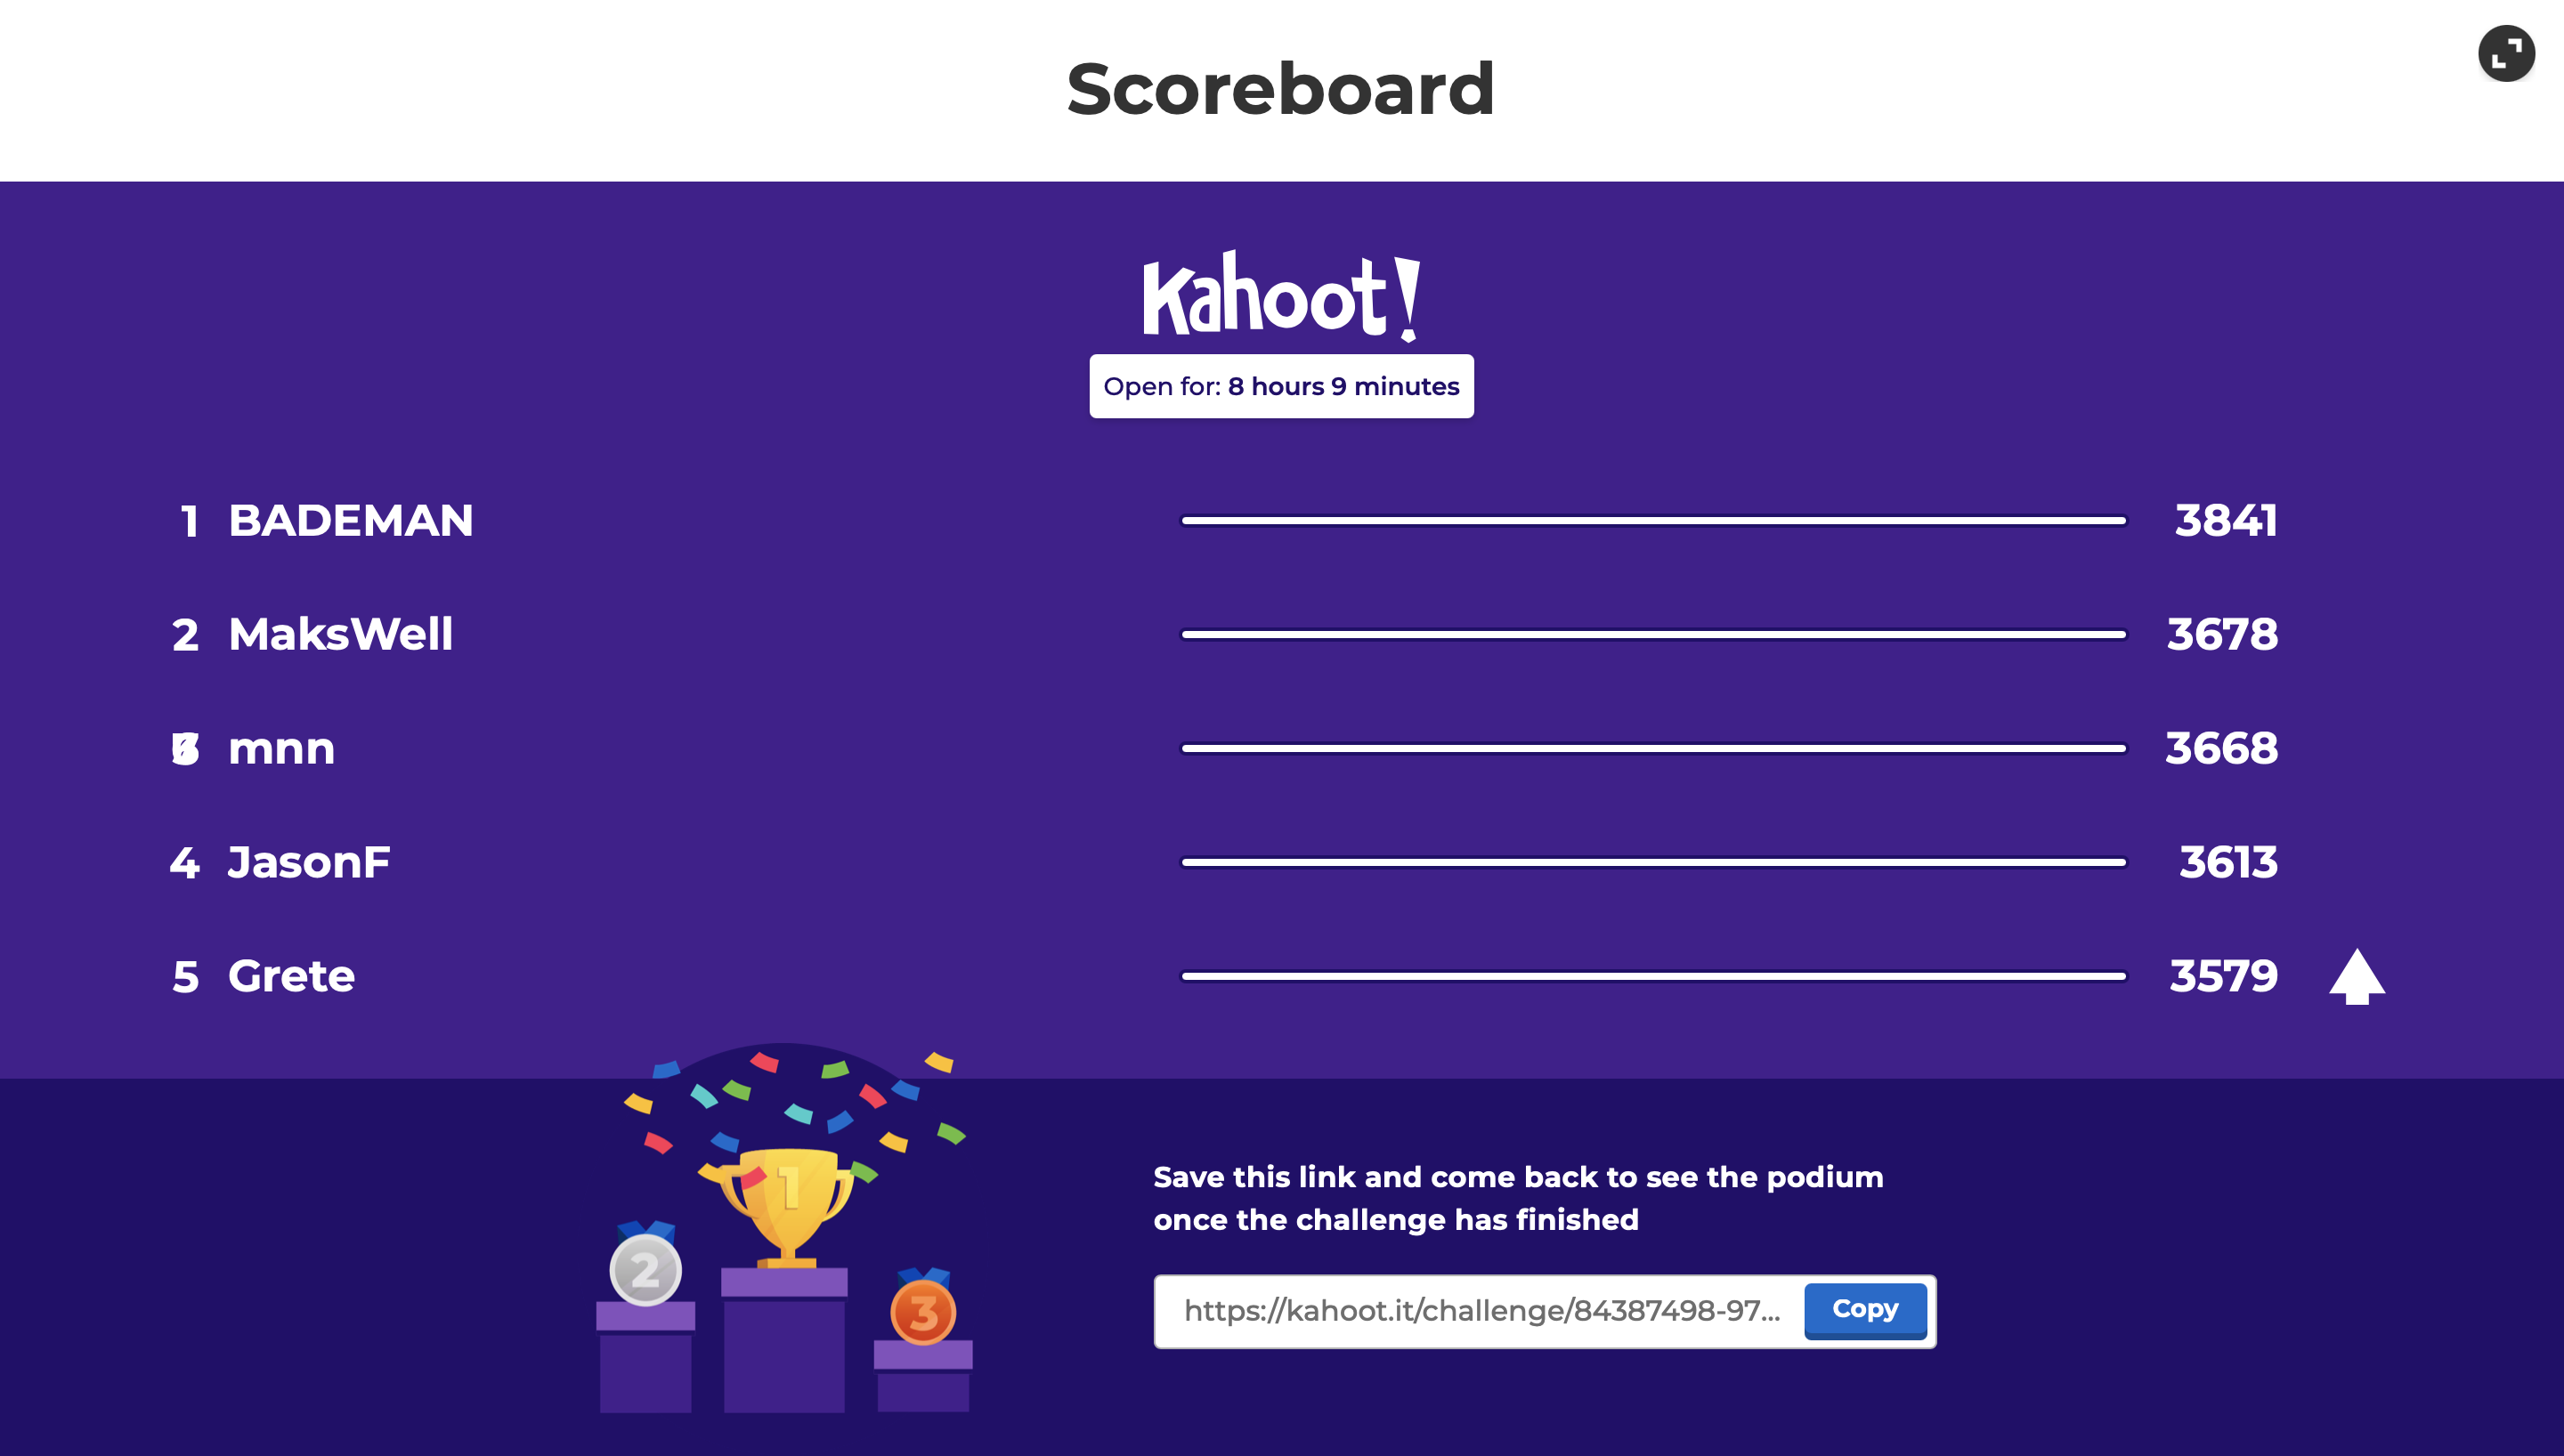 Scoreboard
Kahoot!
Open for: 8 hours 9 minutes
1 BADEMAN 3841
2 MaksWell 3678
mnn 3668
4 JasonF 3613
5 Grete 3579
1
2
3
Save this link and come back to see the podium
once the challenge has finished
https://kahoot.it/challenge/84387498-97... Copy